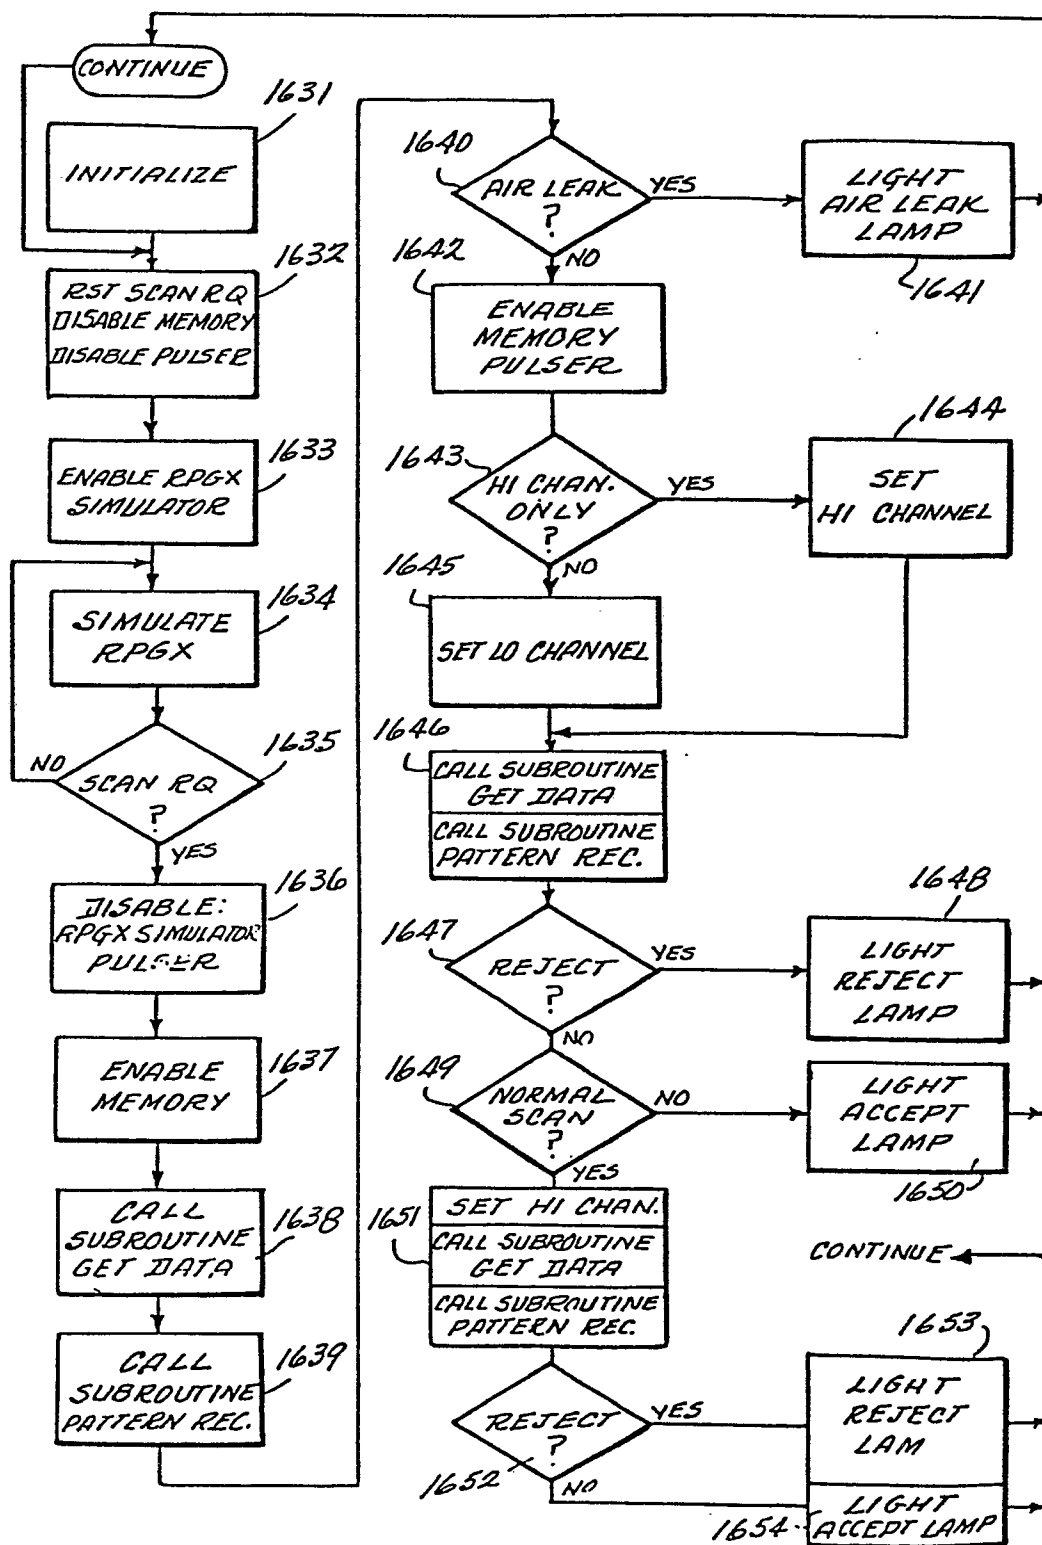 CONTINUE
1631
INITIALIZE
1632
RST SCAN RQ
DISABLE MEMORY
DISABLE PULSER
1633
ENABLE RPGX
SIMULATOR
1634
SIMULATE
RPGX
1635
NO
SCAN RQ
?
YES
1636
DISABLE:
RPGX SIMULATOR
PULSER
1637
ENABLE
MEMORY
1638
CALL
SUBROUTINE
GET DATA
1639
CALL
SUBROUTINE
PATTERN REC.
1640
AIR LEAK
?
YES
NO
LIGHT
AIR LEAK
LAMP
1641
1642
ENABLE
MEMORY
PULSER
1643
HI CHAN.
ONLY
?
YES
NO
1644
SET
HI CHANNEL
1645
SET LO CHANNEL
1646
CALL SUBROUTINE
GET DATA
CALL SUBROUTINE
PATTERN REC.
1647
REJECT
?
YES
NO
1648
LIGHT
REJECT
LAMP
1649
NORMAL
SCAN
?
NO
YES
LIGHT
ACCEPT
LAMP
1650
1651
SET HI CHAN.
CALL SUBROUTINE
GET DATA
CALL SUBROUTINE
PATTERN REC.
CONTINUE
REJECT
?
1652
YES
NO
1653
LIGHT
REJECT
LAM
1654
LIGHT
ACCEPT LAMP